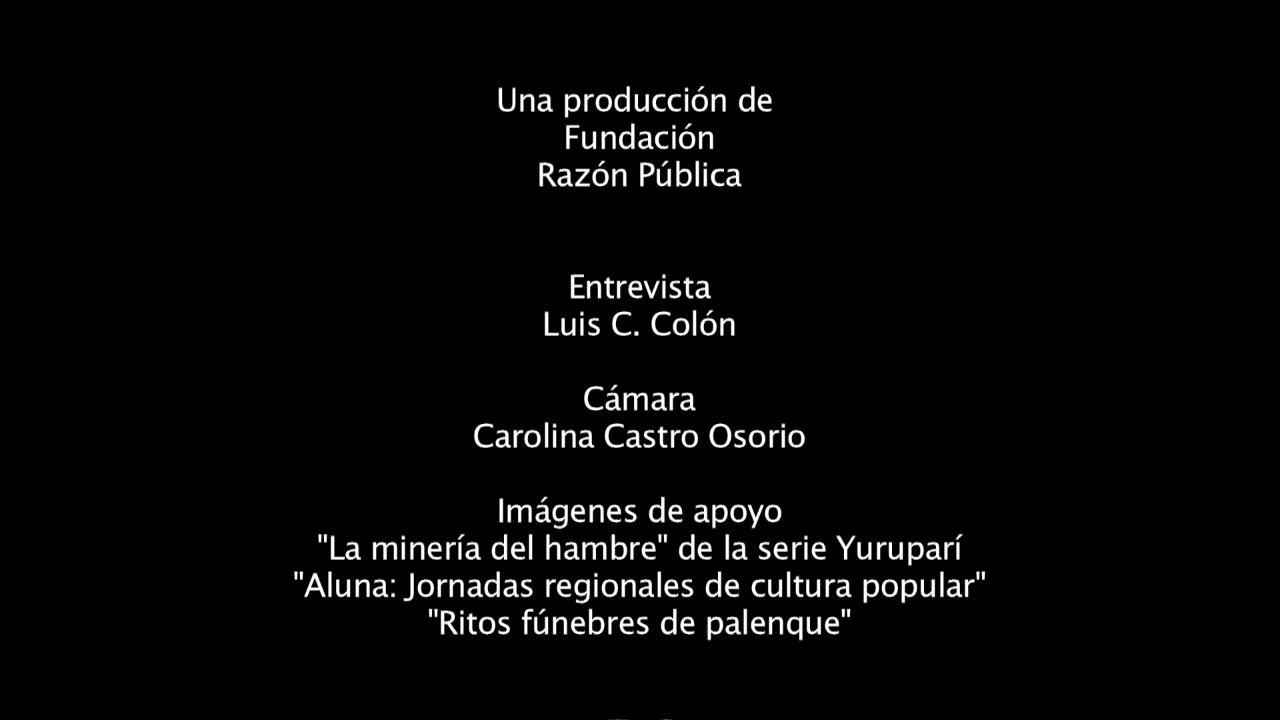 Una producción de
Fundación
Razón Pública
Entrevista
Luis C. Colón
Cámara
Carolina Castro Osorio
Imágenes de apoyo
"La minería del hambre" de la serie Yuruparí
"Aluna: Jornadas regionales de cultura popular"
"Ritos fúnebres de palenque"